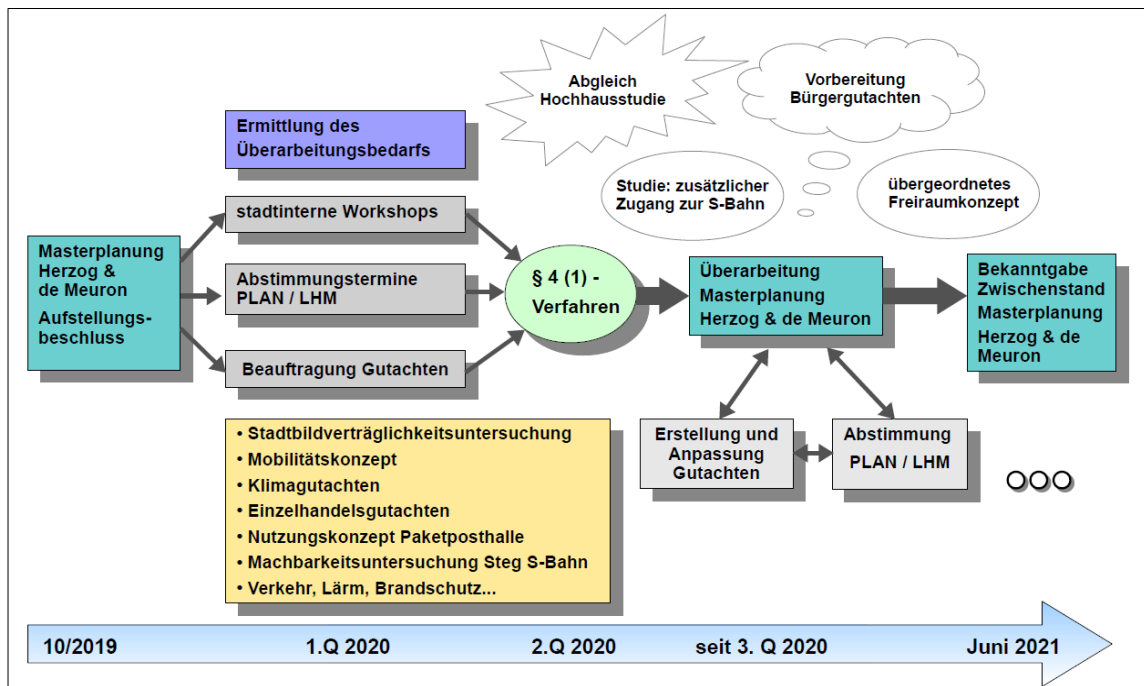 Abgleich
Hochhausstudie
Vorbereitung
Bürgergutachten
Ermittlung des
Überarbeitungsbedarfs
Studie: zusätzlicher
Zugang zur S-Bahn
übergeordnetes
Freiraumkonzept
Masterplanung
Herzog &
de Meuron
Aufstellungs-
beschluss
stadtinterne Workshops
Abstimmungstermine
PLAN / LHM
Beauftragung Gutachten
§ 4 (1) -
Verfahren
Überarbeitung
Masterplanung
Herzog & de Meuron
Bekanntgabe
Zwischenstand
Masterplanung
Herzog & de
Meuron
• Stadtbildverträglichkeitsuntersuchung
• Mobilitätskonzept
• Klimagutachten
• Einzelhandelsgutachten
• Nutzungskonzept Paketposthalle
• Machbarkeitsuntersuchung Steg S-Bahn
• Verkehr, Lärm, Brandschutz...
Erstellung und
Anpassung
Gutachten
Abstimmung
PLAN / LHM
10/2019
1.Q 2020
2.Q 2020
seit 3. Q 2020
Juni 2021